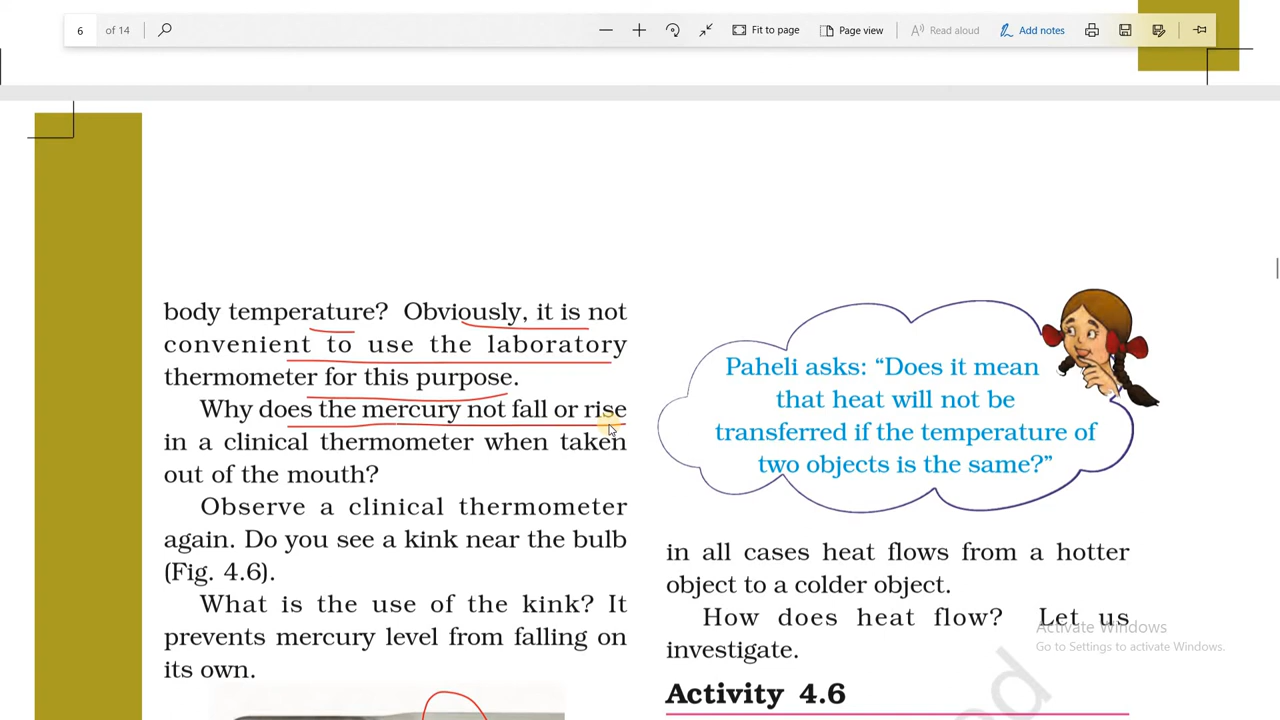 6 of 14 Fit to page Page view Read aloud Add notes
body temperature? Obviously, it is not
convenient to use the laboratory
thermometer for this purpose.
Why does the mercury not fall or rise
in a clinical thermometer when taken
out of the mouth?
Observe a clinical thermometer
again. Do you see a kink near the bulb
(Fig. 4.6).
What is the use of the kink? It
prevents mercury level from falling on
its own.
Paheli asks: “Does it mean
that heat will not be
transferred if the temperature of
two objects is the same?”
in all cases heat flows from a hotter
object to a colder object.
How does heat flow? Let us
investigate.
Activity 4.6
Activate Windows
Go to Settings to activate Windows.